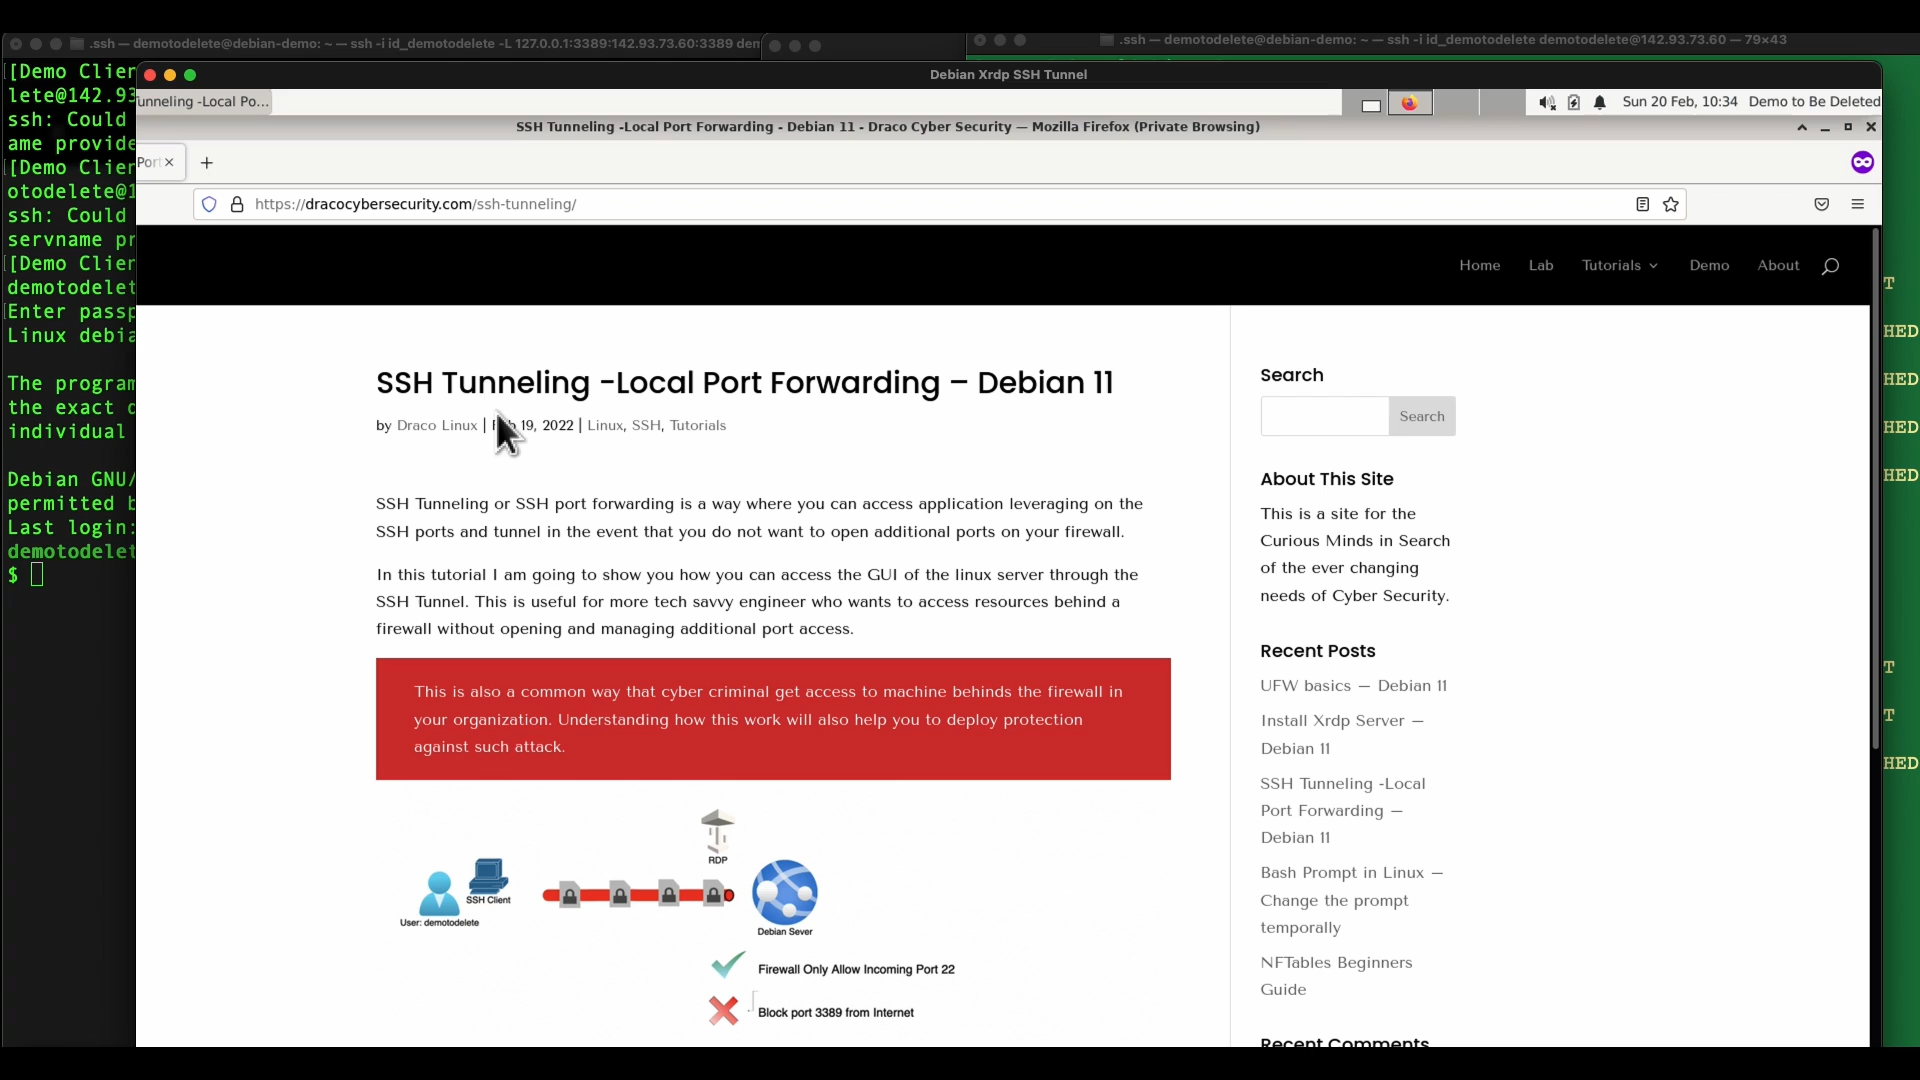 .ssh — demotodelete@debian-demo: ~ — ssh -i id_demotodelete -L 127.0.0.1:3389:142.93.73.60:3389 dem
.ssh — demotodelete@debian-demo: ~ — ssh -i id_demotodelete demotodelete@142.93.73.60 — 79×43
[[Demo Clien
lete@142.93
ssh: Could
ame provide
[[Demo Clien
otodelete@1
ssh: Could
servname pr
[[Demo Clien
demotodelet
[Enter passp
Linux debia
The program
the exact d
individual
Debian GNU/
permitted b
Last login:
demotodelet
$
Debian Xrdp SSH Tunnel
unneling -Local Po...
Sun 20 Feb, 10:34 Demo to Be Deleted
SSH Tunneling -Local Port Forwarding - Debian 11 - Draco Cyber Security — Mozilla Firefox (Private Browsing)
Port
https://dracocybersecurity.com/ssh-tunneling/
Home Lab Tutorials Demo About
SSH Tunneling -Local Port Forwarding – Debian 11
by Draco Linux | Feb 19, 2022 | Linux, SSH, Tutorials
SSH Tunneling or SSH port forwarding is a way where you can access application leveraging on the
SSH ports and tunnel in the event that you do not want to open additional ports on your firewall.
In this tutorial I am going to show you how you can access the GUI of the linux server through the
SSH Tunnel. This is useful for more tech savvy engineer who wants to access resources behind a
firewall without opening and managing additional port access.
This is also a common way that cyber criminal get access to machine behinds the firewall in
your organization. Understanding how this work will also help you to deploy protection
against such attack.
RDP
SSH Client
User: demotodelete
Debian Sever
Firewall Only Allow Incoming Port 22
Block port 3389 from Internet
Search
Search
About This Site
This is a site for the
Curious Minds in Search
of the ever changing
needs of Cyber Security.
Recent Posts
UFW basics – Debian 11
Install Xrdp Server –
Debian 11
SSH Tunneling -Local
Port Forwarding –
Debian 11
Bash Prompt in Linux –
Change the prompt
temporally
NFTables Beginners
Guide
Recent Comments
T
HED
HED
HED
HED
T
T
HED